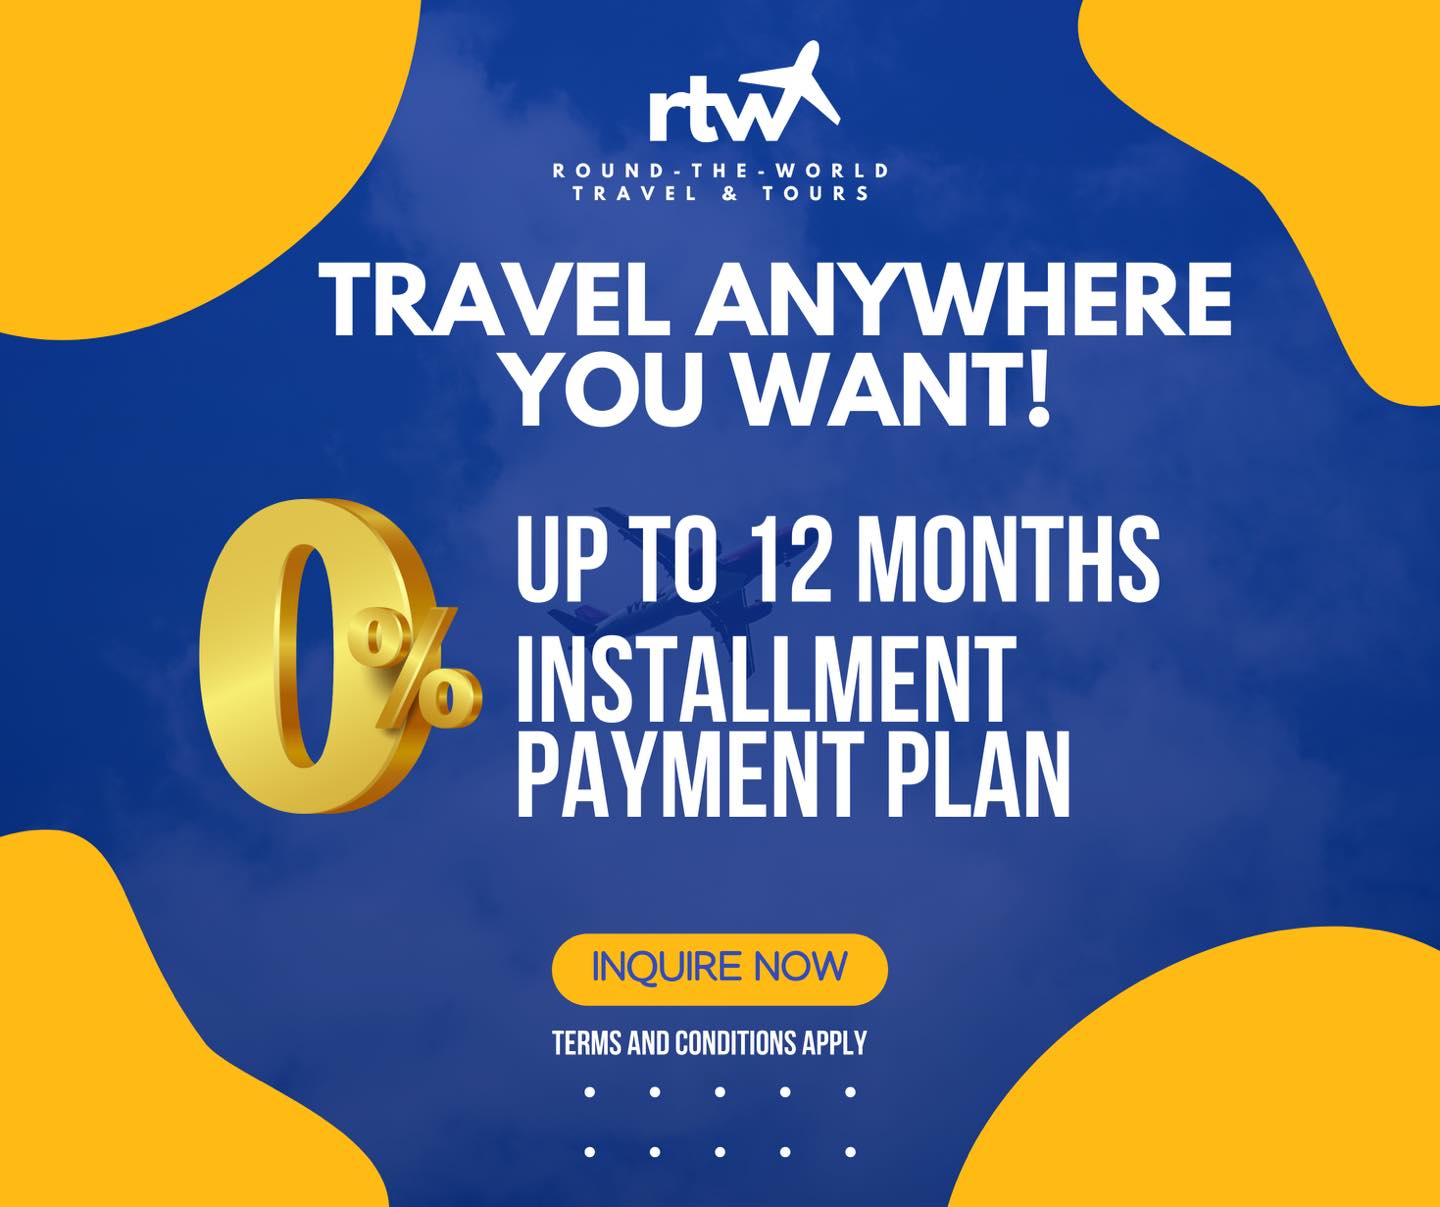 rtw
ROUND-THE-WORLD
TRAVEL & TOURS
TRAVEL ANYWHERE
YOU WANT!
0%
UP TO 12 MONTHS
INSTALLMENT
PAYMENT PLAN
INQUIRE NOW
TERMS AND CONDITIONS APPLY